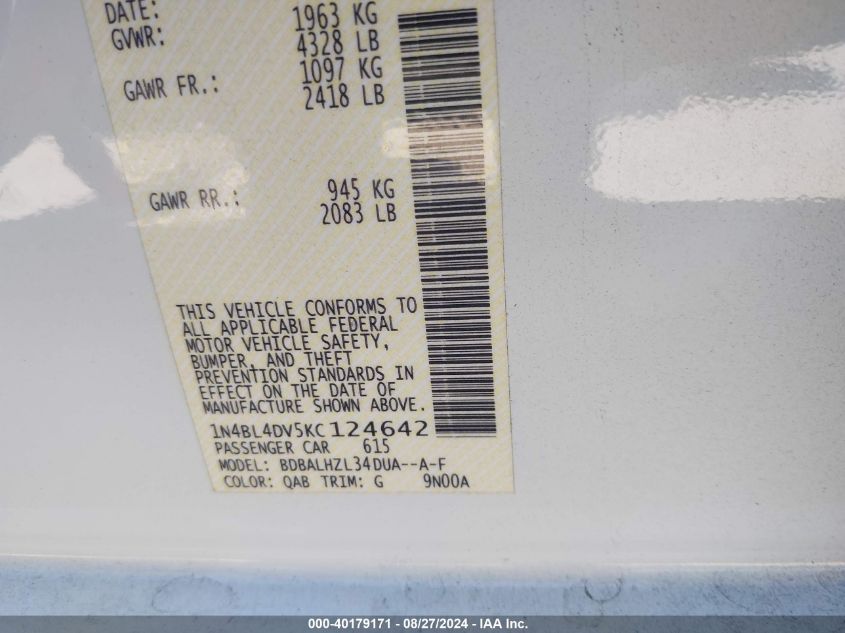 DATE:
GVWR: 1963 KG
4328 LB
GAWR FR.: 1097 KG
2418 LB
GAWR RR.: 945 KG
2083 LB
THIS VEHICLE CONFORMS TO
ALL APPLICABLE FEDERAL
MOTOR VEHICLE SAFETY,
BUMPER, AND THEFT
PREVENTION STANDARDS IN
EFFECT ON THE DATE OF
MANUFACTURE SHOWN ABOVE.
1N4BL4DV5KC124642
PASSENGER CAR 615
MODEL: BDBALHZL34DUA--A-F
COLOR: QAB TRIM: G 9N00A
000-40179171 / 08/27/2024 - IAA Inc.